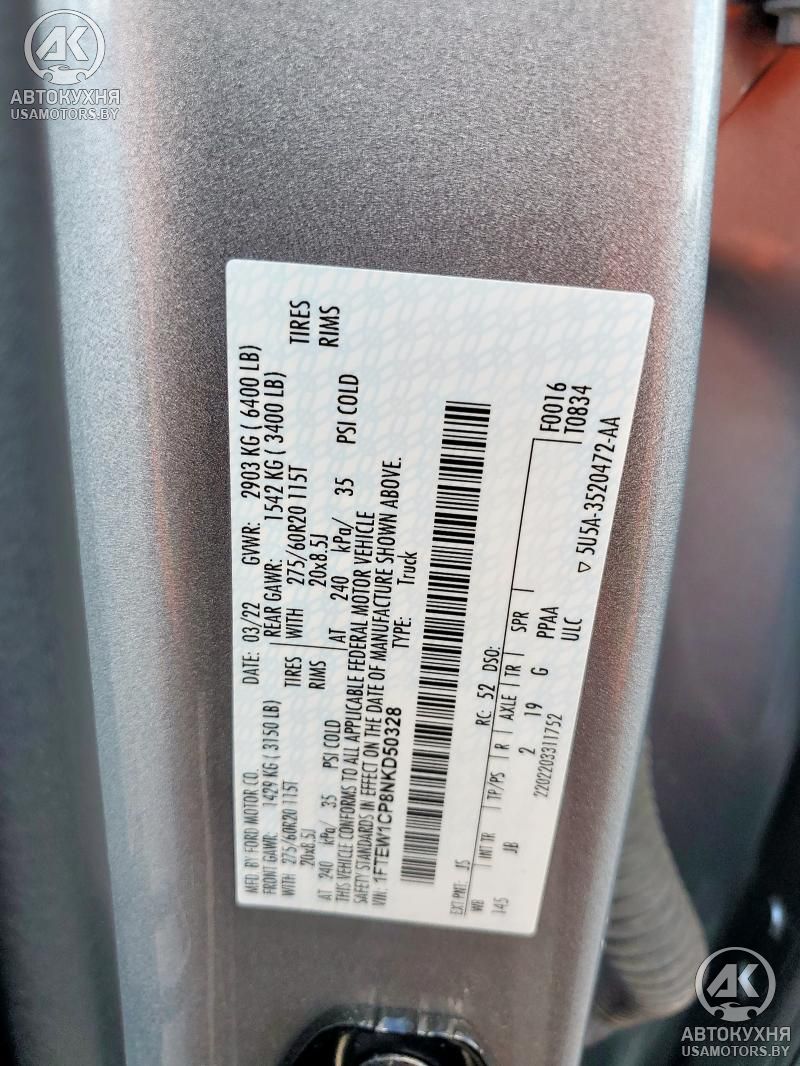 АК
АВТОКУХНЯ
USAMOTORS.BY
MFD. BY FORD MOTOR CO.
DATE: 03/22 GVWR: 2903 KG ( 6400 LB)
FRONT GAWR: 1429 KG ( 3150 LB) REAR GAWR: 1542 KG ( 3400 LB)
WITH 275/60R20 115T TIRES WITH 275/60R20 115T TIRES
20x8.5J RIMS 20x8.5J RIMS
AT 240 kPa/ 35 PSI COLD AT 240 kPa/ 35 PSI COLD
THIS VEHICLE CONFORMS TO ALL APPLICABLE FEDERAL MOTOR VEHICLE
SAFETY STANDARDS IN EFFECT ON THE DATE OF MANUFACTURE SHOWN ABOVE.
VIN: 1FTEW1CP8NKD50328 TYPE: Truck
EXT PNT: JS RC: 52 DSO:
WB INT TR TP/PS R AXLE TR SPR F0016
145 JB 2 19 G PPAA T0834
2202203311752 ULC
▽ 5U5A-3520472-AA
АК
АВТОКУХНЯ
USAMOTORS.BY